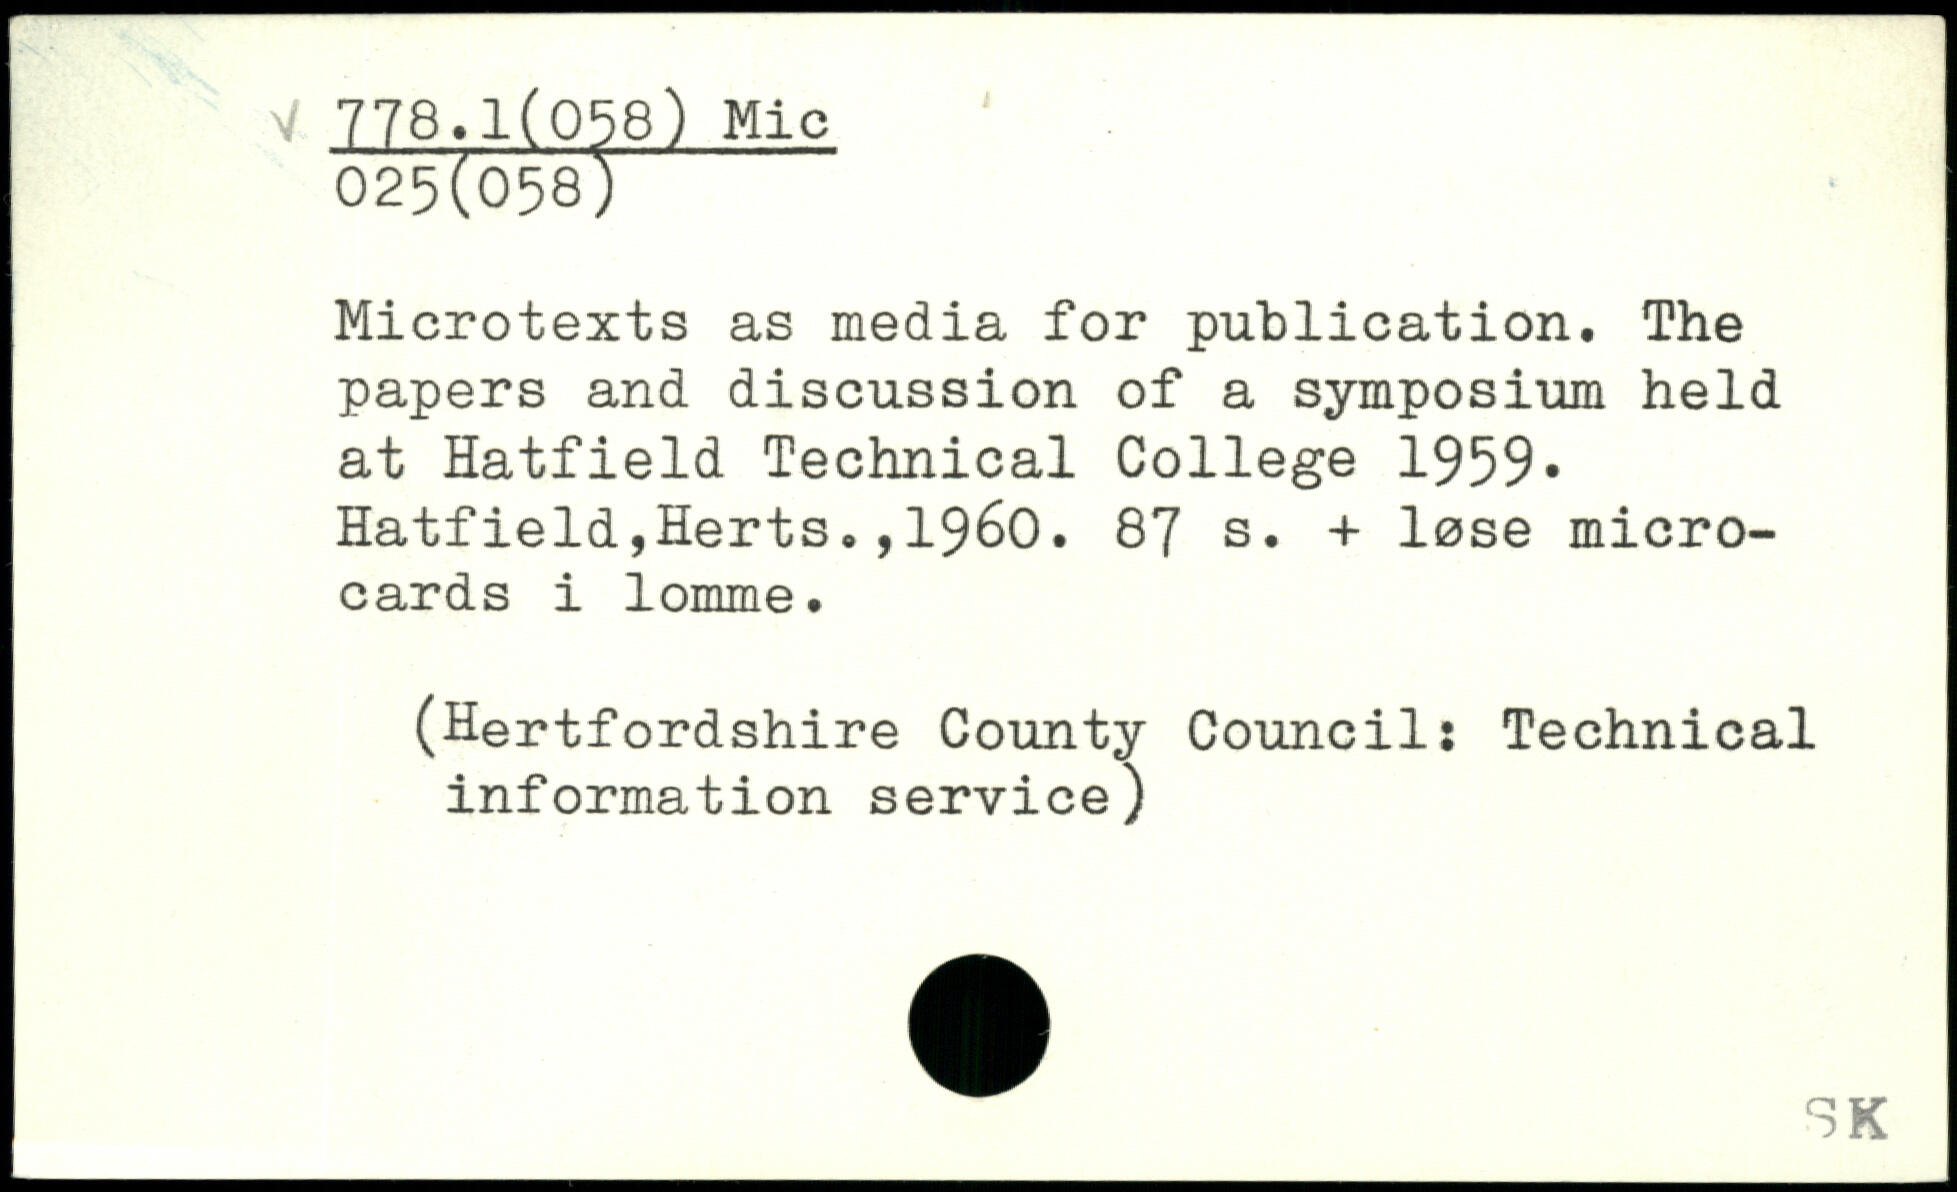 ✓ 778.1(058) Mic
025(058)
Microtexts as media for publication. The
papers and discussion of a symposium held
at Hatfield Technical College 1959.
Hatfield,Herts.,1960. 87 s. + løse micro-
cards i lomme.
(Hertfordshire County Council: Technical
information service)
SK